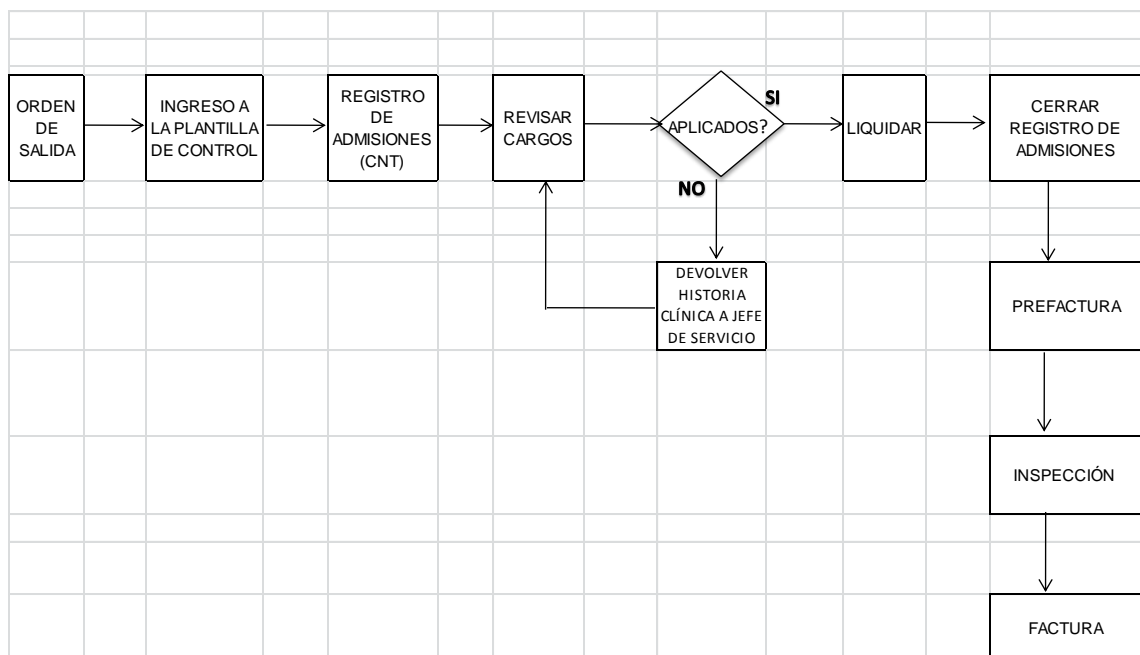 ORDEN
DE
SALIDA
INGRESO A
LA PLANTILLA
DE CONTROL
REGISTRO
DE
ADMISIONES
(CNT)
REVISAR
CARGOS
APLICADOS?
SI
NO
LIQUIDAR
CERRAR
REGISTRO DE
ADMISIONES
DEVOLVER
HISTORIA
CLÍNICA A JEFE
DE SERVICIO
PREFACTURA
INSPECCIÓN
FACTURA